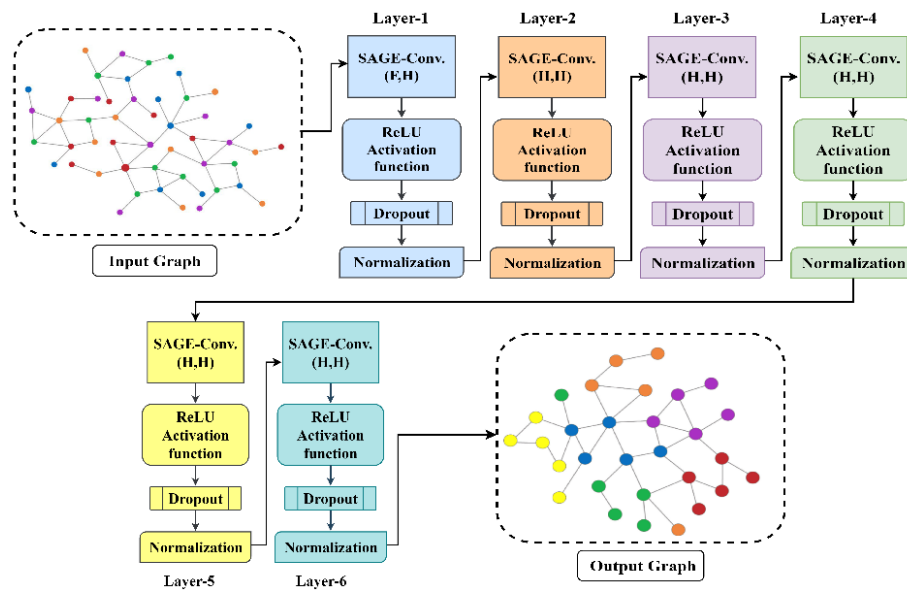 Layer-1
Layer-2
Layer-3
Layer-4
SAGE-Conv.
(F,H)
ReLU
Activation
function
Dropout
Normalization
SAGE-Conv.
(H,H)
ReLU
Activation
function
Dropout
Normalization
SAGE-Conv.
(H,H)
ReLU
Activation
function
Dropout
Normalization
SAGE-Conv.
(H,H)
ReLU
Activation
function
Dropout
Normalization
Input Graph
SAGE-Conv.
(H,H)
ReLU
Activation
function
Dropout
Normalization
Layer-5
SAGE-Conv.
(H,H)
ReLU
Activation
function
Dropout
Normalization
Layer-6
Output Graph